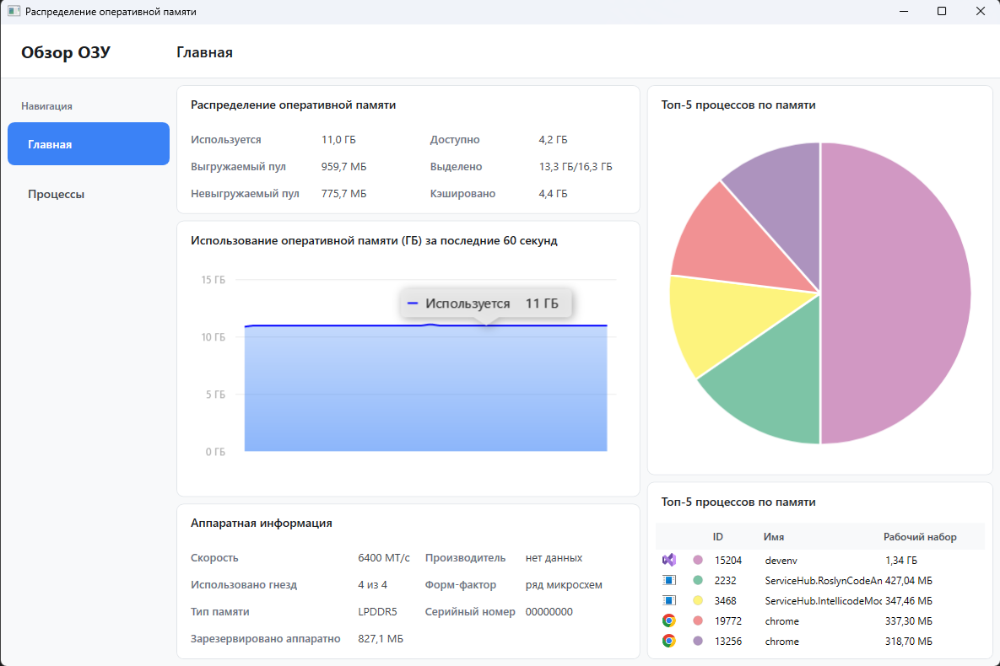 Распределение оперативной памяти
Обзор ОЗУ
Главная
Навигация
Главная
Процессы
Распределение оперативной памяти
Используется 11,0 ГБ Доступно 4,2 ГБ
Выгружаемый пул 959,7 МБ Выделено 13,3 ГБ/16,3 ГБ
Невыгружаемый пул 775,7 МБ Кэшировано 4,4 ГБ
Использование оперативной памяти (ГБ) за последние 60 секунд
15 ГБ
Используется 11 ГБ
10 ГБ
5 ГБ
0 ГБ
Аппаратная информация
Скорость 6400 МТ/с Производитель нет данных
Использовано гнезд 4 из 4 Форм-фактор ряд микросхем
Тип памяти LPDDR5 Серийный номер 00000000
Зарезервировано аппаратно 827,1 МБ
Топ-5 процессов по памяти
Топ-5 процессов по памяти
ID Имя Рабочий набор
15204 devenv 1,34 ГБ
2232 ServiceHub.RoslynCodeAn 427,04 МБ
3468 ServiceHub.IntellicodeMoc 347,46 МБ
19772 chrome 337,30 МБ
13256 chrome 318,70 МБ